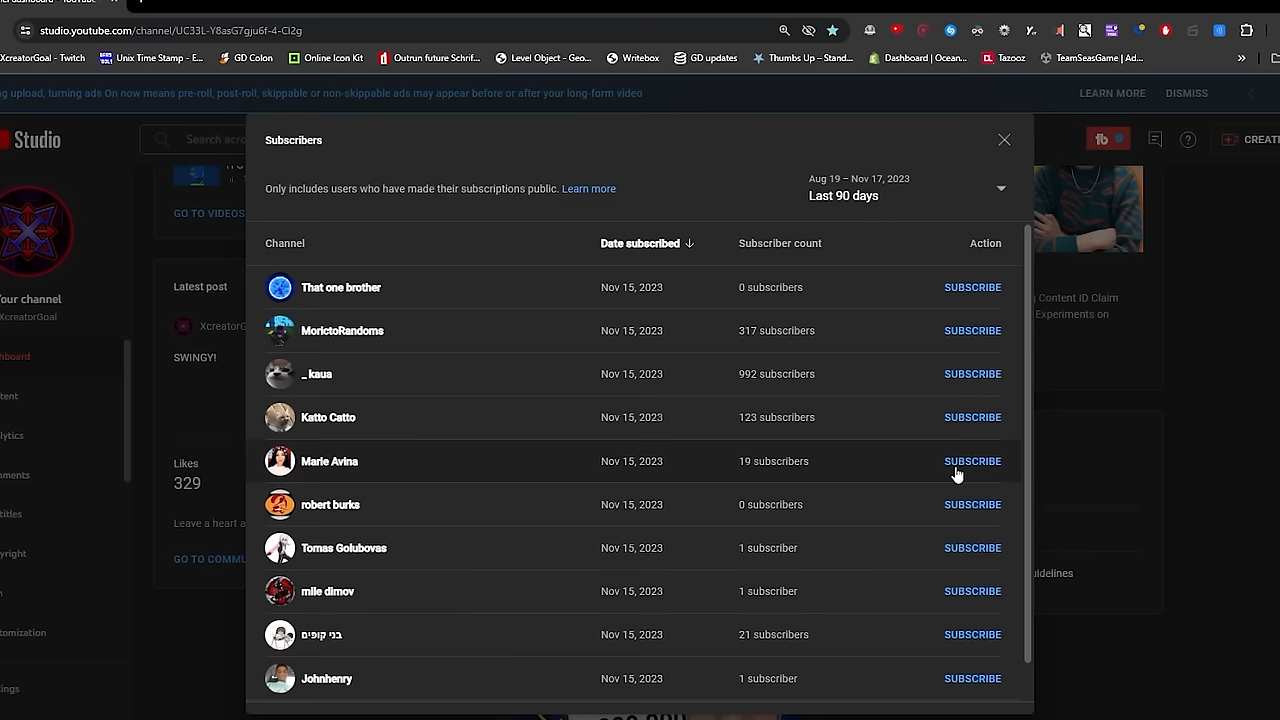 studio.youtube.com/channel/UC33L-Y8asG7gju6f-4-Cl2g
XcreatorGoal - Twitch
Unix Time Stamp - E...
GD Colon
Online Icon Kit
Outrun future Schrif...
Level Object - Geo...
Writebox
GD updates
Thumbs Up – Stand...
Dashboard | Ocean...
Tazooz
TeamSeasGame | Ad...
»
upload, turning ads On now means pre-roll, post-roll, skippable or non-skippable ads may appear before or after your long-form video
LEARN MORE
DISMISS
Studio
Search acro
CREATE
Subscribers
Only includes users who have made their subscriptions public. Learn more
Aug 19 – Nov 17, 2023
Last 90 days
GO TO VIDEOS
Channel
Date subscribed
Subscriber count
Action
That one brother
Nov 15, 2023
0 subscribers
SUBSCRIBE
MorictoRandoms
Nov 15, 2023
317 subscribers
SUBSCRIBE
_ kaua
Nov 15, 2023
992 subscribers
SUBSCRIBE
Katto Catto
Nov 15, 2023
123 subscribers
SUBSCRIBE
Marie Avina
Nov 15, 2023
19 subscribers
SUBSCRIBE
robert burks
Nov 15, 2023
0 subscribers
SUBSCRIBE
Tomas Golubovas
Nov 15, 2023
1 subscriber
SUBSCRIBE
mile dimov
Nov 15, 2023
1 subscriber
SUBSCRIBE
בני קופים
Nov 15, 2023
21 subscribers
SUBSCRIBE
Johnhenry
Nov 15, 2023
1 subscriber
SUBSCRIBE
Your channel
XcreatorGoal
Latest post
XcreatorG
SWINGY!
Likes
329
Leave a heart a
GO TO COMMU
Content ID Claim
Experiments on